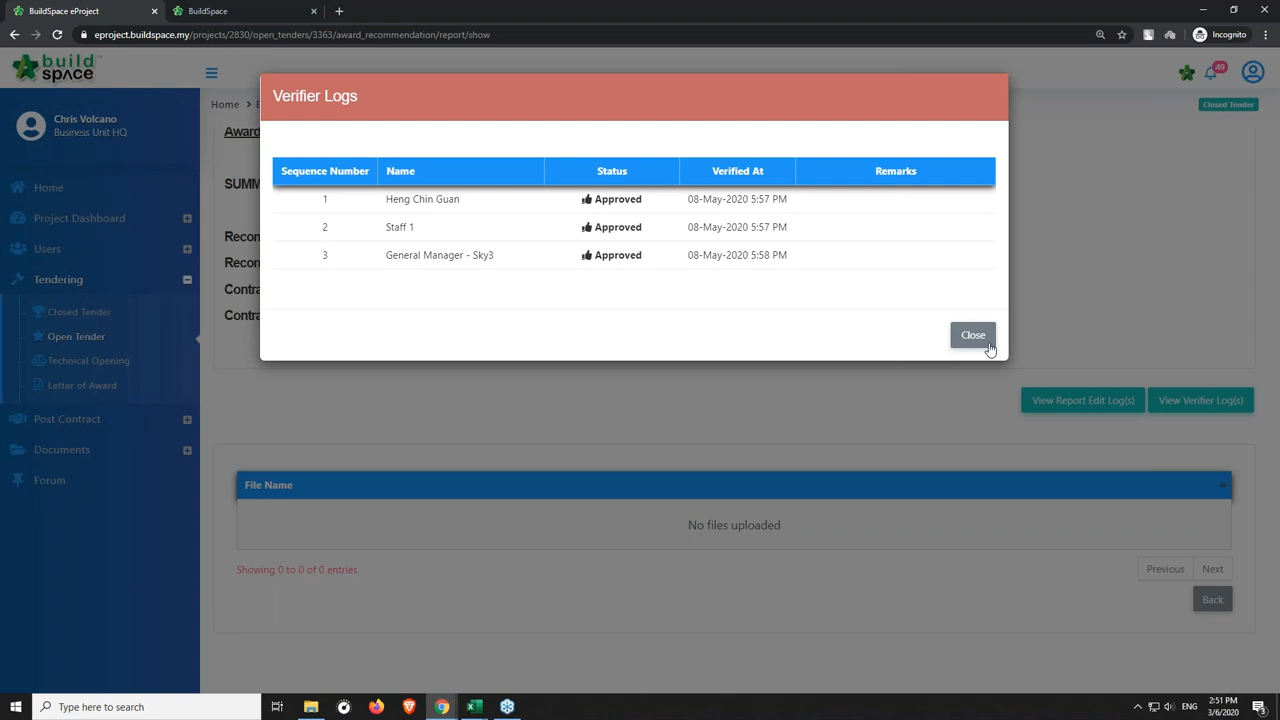 BuildSpace eProject
BuildSpace
eproject.buildspace.my/projects/2830/open_tenders/3363/award_recommendation/report/show
Incognito
build space
49
Chris Volcano
Business Unit HQ
Home
Closed Tender
Verifier Logs
Sequence Number Name Status Verified At Remarks
1 Heng Chin Guan Approved 08-May-2020 5:57 PM
2 Staff 1 Approved 08-May-2020 5:57 PM
3 General Manager - Sky3 Approved 08-May-2020 5:58 PM
Close
Award
SUMM
Recon
Recon
Contra
Contra
Home
Project Dashboard
Users
Tendering
Closed Tender
Open Tender
Technical Opening
Letter of Award
Post Contract
Documents
Forum
View Report Edit Log(s) View Verifier Log(s)
File Name
No files uploaded
Showing 0 to 0 of 0 entries
Previous Next
Back
Type here to search
ENG
2:51 PM
3/6/2020